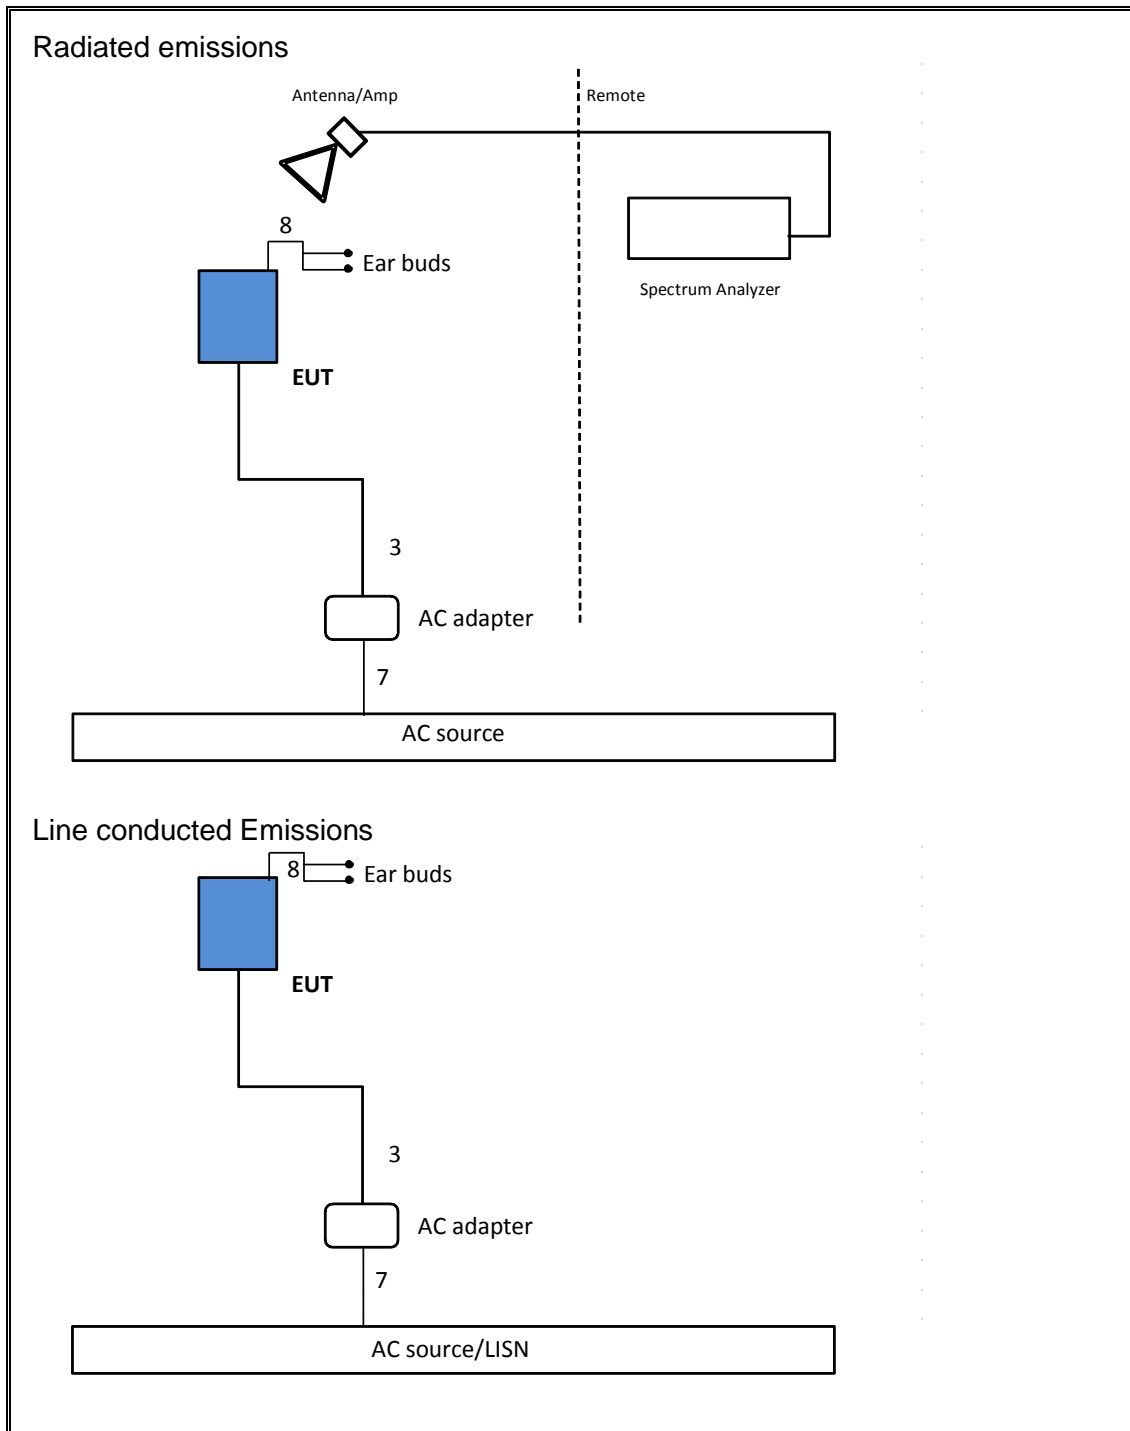 Radiated emissions
Antenna/Amp
Remote
8
Ear buds
Spectrum Analyzer
EUT
3
AC adapter
7
AC source
Line conducted Emissions
8
Ear buds
EUT
3
AC adapter
7
AC source/LISN